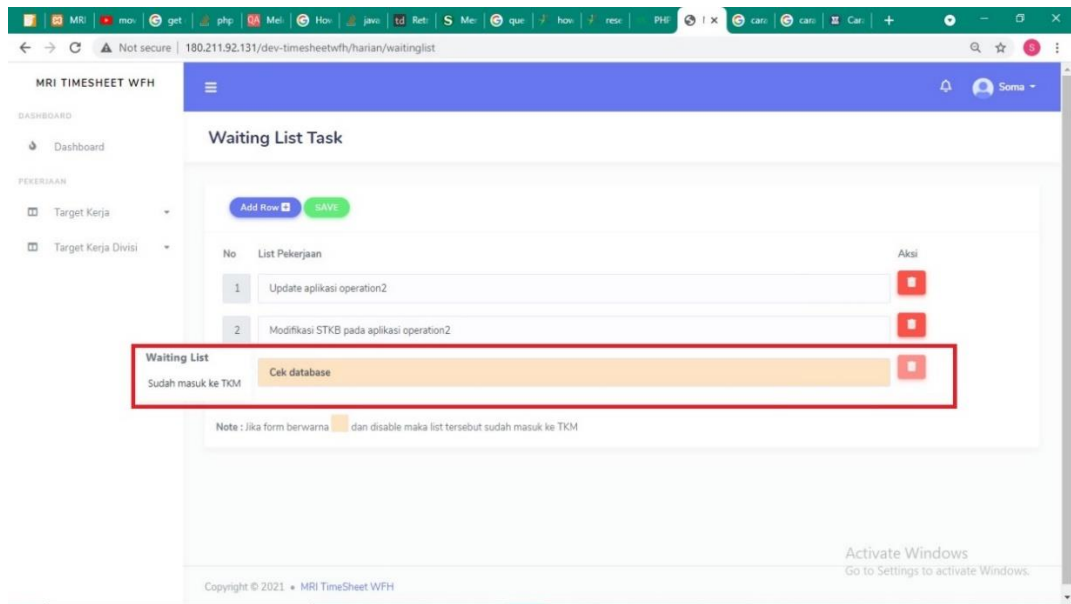 MRI
mov
get
php
Mel
How
java
Ret
Mer
que
how
rese
PHF
cara
cara
Car
Not secure | 180.211.92.131/dev-timesheetwfh/harian/waitinglist
S
MRI TIMESHEET WFH
Soma
DASHBOARD
Dashboard
Waiting List Task
PEKERJAAN
Target Kerja
Target Kerja Divisi
Add Row
SAVE
No List Pekerjaan Aksi
1 Update aplikasi operation2
2 Modifikasi STKB pada aplikasi operation2
Waiting List
Sudah masuk ke TKM
Cek database
Note : Jika form berwarna dan disable maka list tersebut sudah masuk ke TKM
Activate Windows
Go to Settings to activate Windows.
Copyright © 2021 • MRI TimeSheet WFH